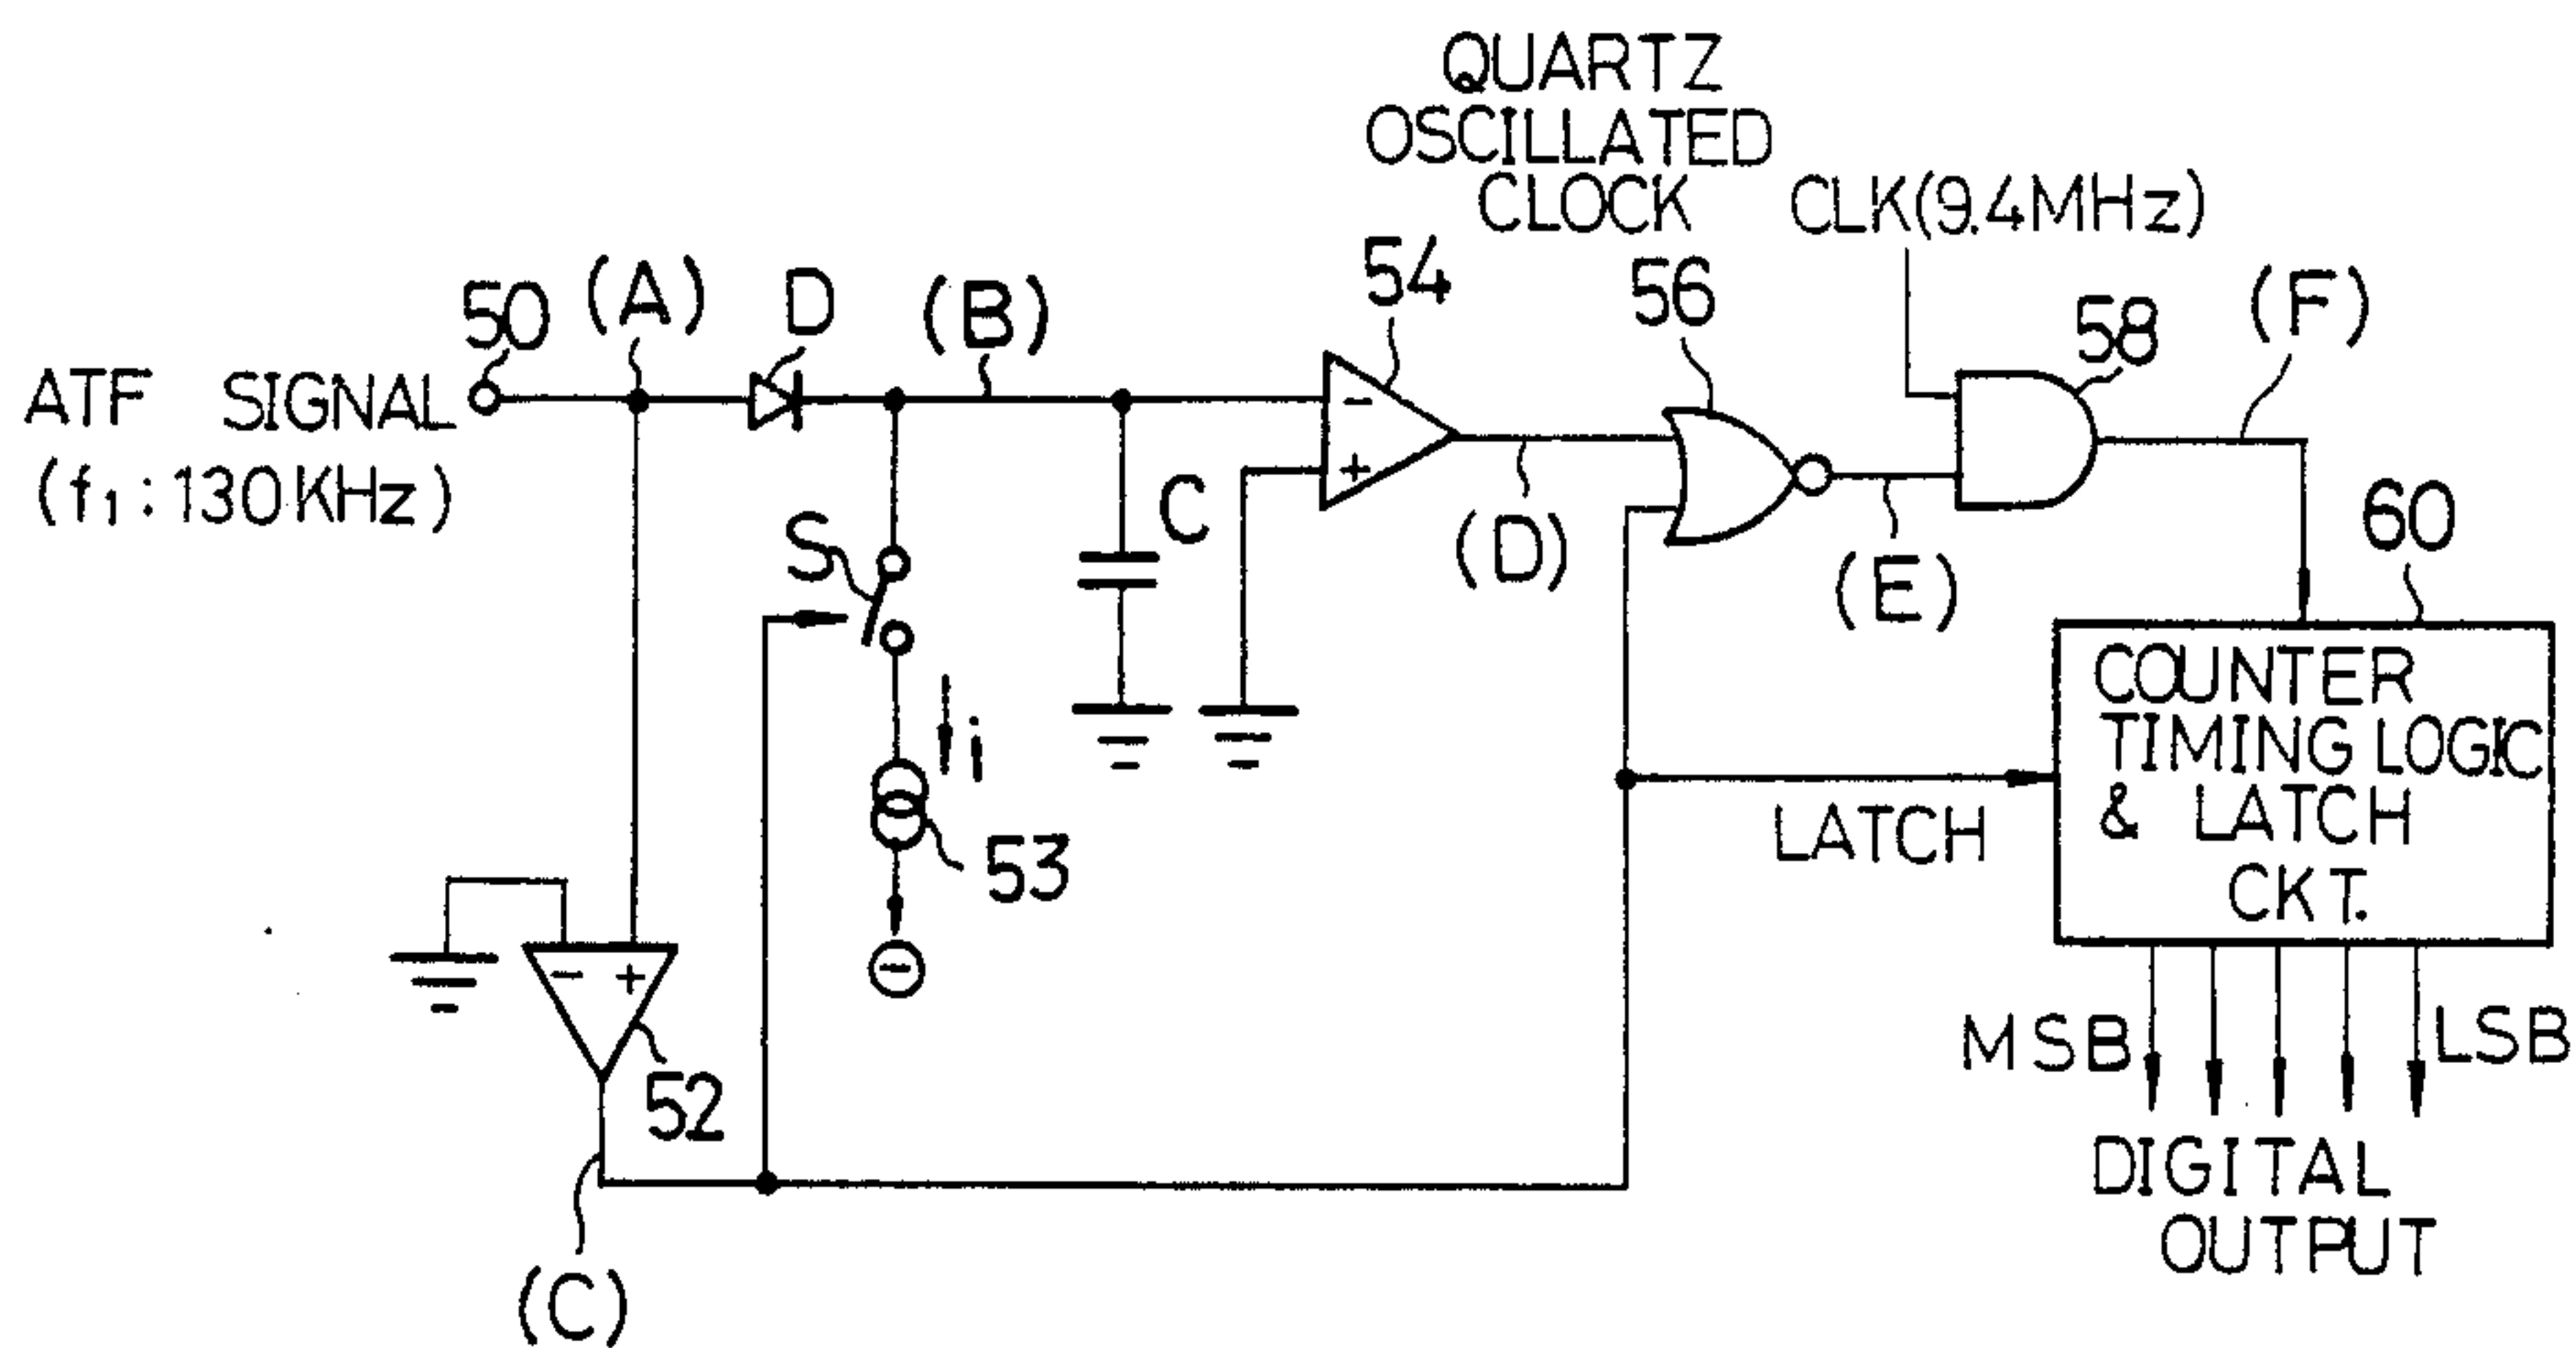 QUARTZ
OSCILLATED
CLOCK
CLK(9.4MHz)
54
56
58
(F)
50
(A)
D
(B)
ATF SIGNAL
(f1:130KHz)
-
+
S
C
(D)
(E)
60
i
53
-
COUNTER
TIMING LOGIC
& LATCH
CKT.
LATCH
- +
52
MSB
LSB
DIGITAL
OUTPUT
(C)